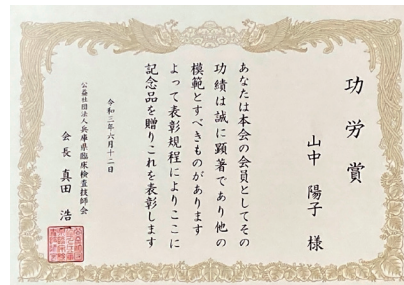 功労賞
山中 陽子 様
あなたは本会の会員としてその
功績は誠に顕著であり他の
模範とすべきものがあります
よって表彰規程によりここに
記念品を贈りこれを表彰します
令和三年六月十二日
公益社団法人兵庫県臨床検査技師会
会長 真田 浩一